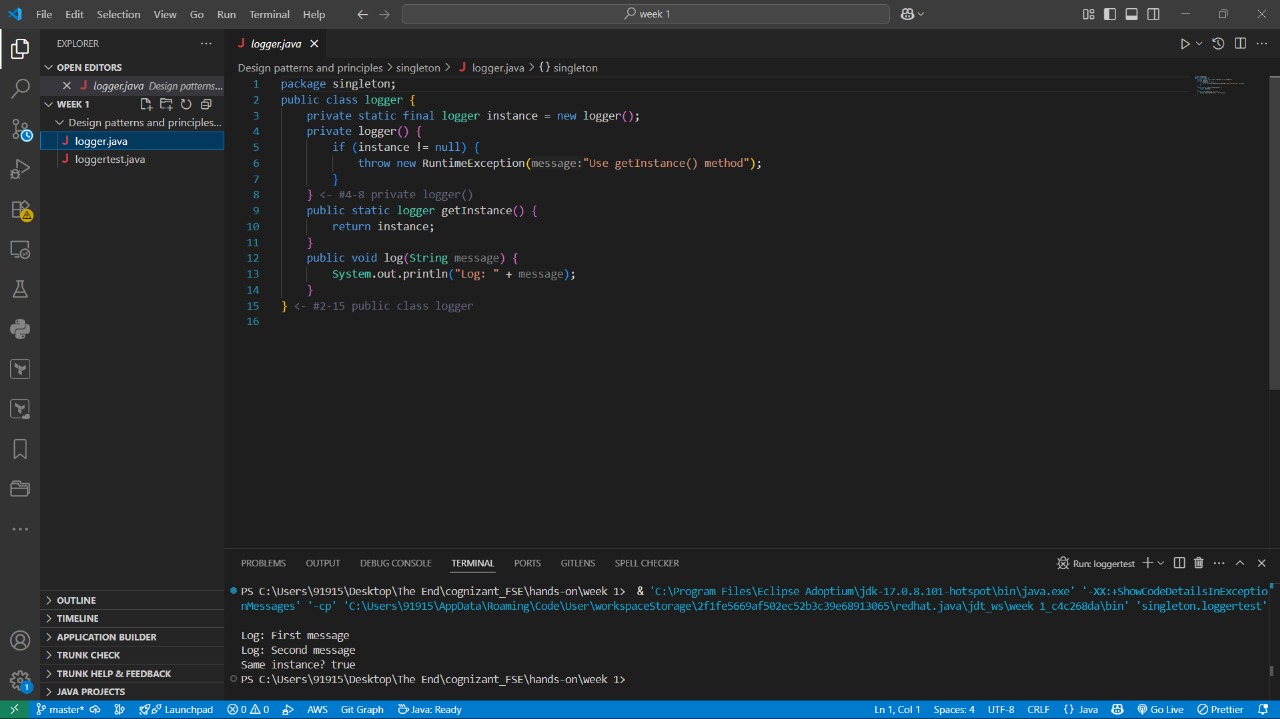 File Edit Selection View Go Run Terminal Help week 1
EXPLORER
OPEN EDITORS
logger.java Design patterns...
WEEK 1
Design patterns and principles...
logger.java
loggertest.java
OUTLINE
TIMELINE
APPLICATION BUILDER
TRUNK CHECK
TRUNK HELP & FEEDBACK
JAVA PROJECTS
logger.java
Design patterns and principles > singleton > logger.java > {} singleton
1 package singleton;
2 public class logger {
3 private static final logger instance = new logger();
4 private logger() {
5 if (instance != null) {
6 throw new RuntimeException(message:"Use getInstance() method");
7 }
8 } <- #4-8 private logger()
9 public static logger getInstance() {
10 return instance;
11 }
12 public void log(String message) {
13 System.out.println("Log: " + message);
14 }
15 } <- #2-15 public class logger
16
PROBLEMS OUTPUT DEBUG CONSOLE TERMINAL PORTS GITLENS SPELL CHECKER Run: loggertest
PS C:\Users\91915\Desktop\The End\cognizant_FSE\hands-on\week 1> & 'C:\Program Files\Eclipse Adoptium\jdk-17.0.8.101-hotspot\bin\java.exe' '-XX:+ShowCodeDetailsInExceptio
nMessages' '-cp' 'C:\Users\91915\AppData\Roaming\Code\User\workspaceStorage\2f1fe5669af502ec52b3c39e68913065\redhat.java\jdt_ws\week 1_c4c268da\bin' 'singleton.loggertest'
Log: First message
Log: Second message
Same instance? true
PS C:\Users\91915\Desktop\The End\cognizant_FSE\hands-on\week 1>
master* Launchpad 0 0 AWS Git Graph Java: Ready Ln 1, Col 1 Spaces: 4 UTF-8 CRLF {} Java Go Live Prettier